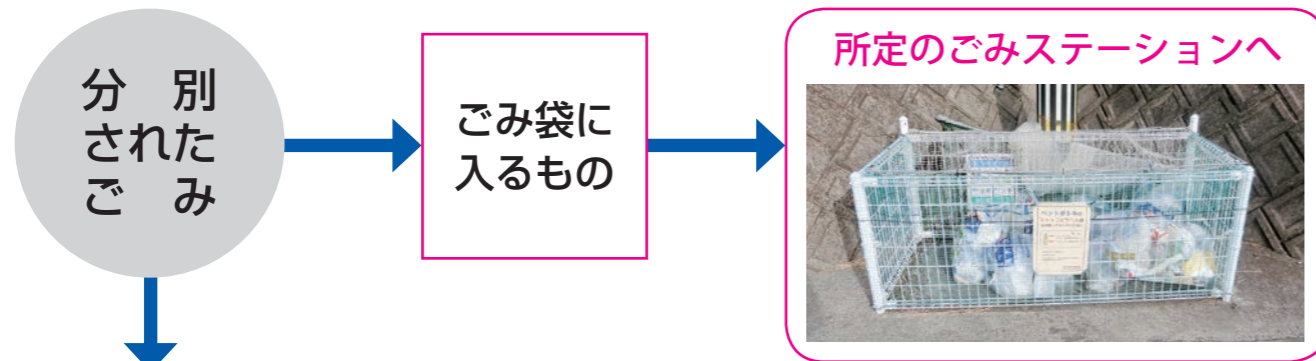 分　別
された
ご　み
ごみ袋に
入るもの
所定のごみステーションへ